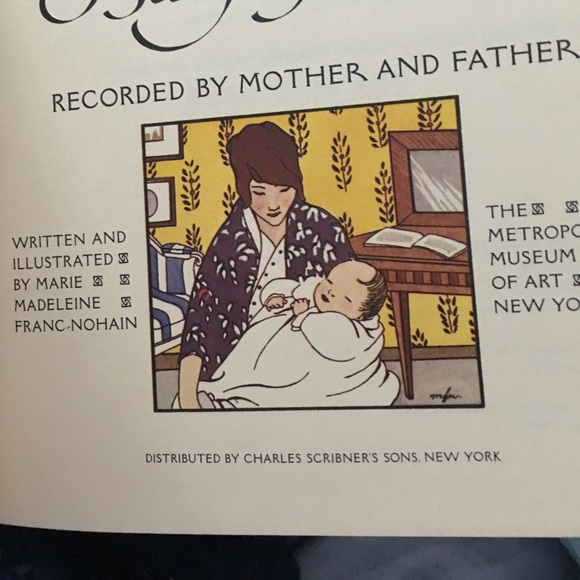 RECORDED BY MOTHER AND FATHER
WRITTEN AND
ILLUSTRATED
BY MARIE
MADELEINE
FRANC-NOHAIN
THE
METROPO
MUSEUM
OF ART
NEW YO
mfn.
DISTRIBUTED BY CHARLES SCRIBNER'S SONS, NEW YORK